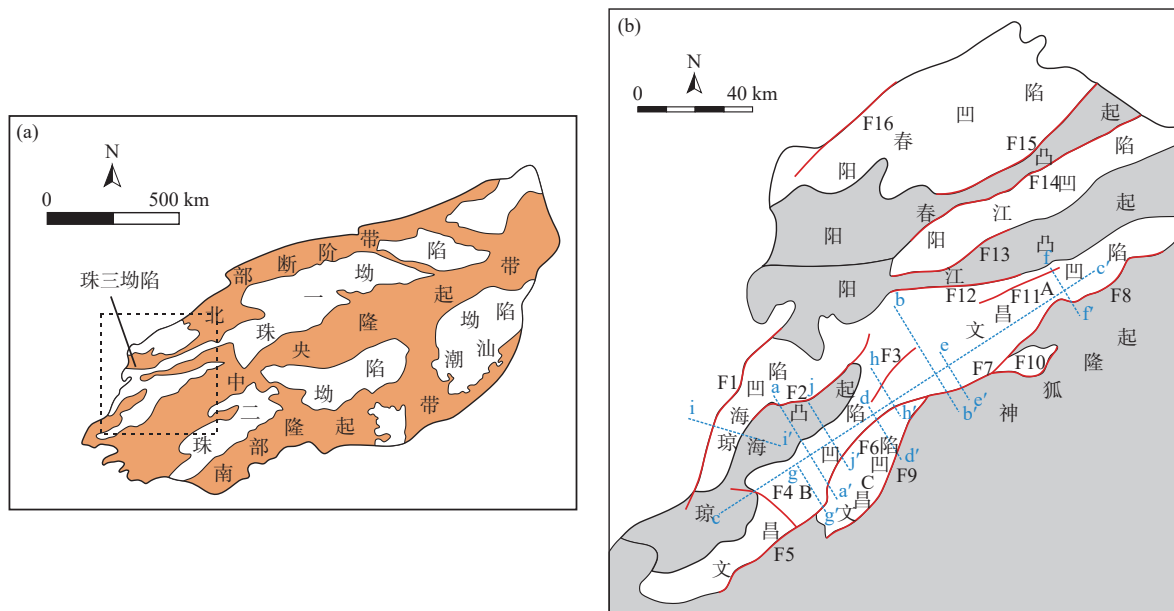 (a)
N
0 500 km
珠三坳陷
北部断阶带
珠一坳陷
中央隆起带
潮汕坳陷
珠二坳陷
南部隆起带
(b)
N
0 40 km
F16
阳春凹陷
F15
阳春凸起
F14
阳江凹陷
F13
阳江凸起
F12
F11
文昌A凹陷
F8
F7
F10
神狐隆起
F1
琼海凹陷
F2
琼海凸起
F3
F4
文昌B凹陷
F5
F6
文昌C凹陷
F9
a
a′
b
b′
c
c′
d
d′
e
e′
f
f′
g
g′
h
h′
i
i′
j
j′